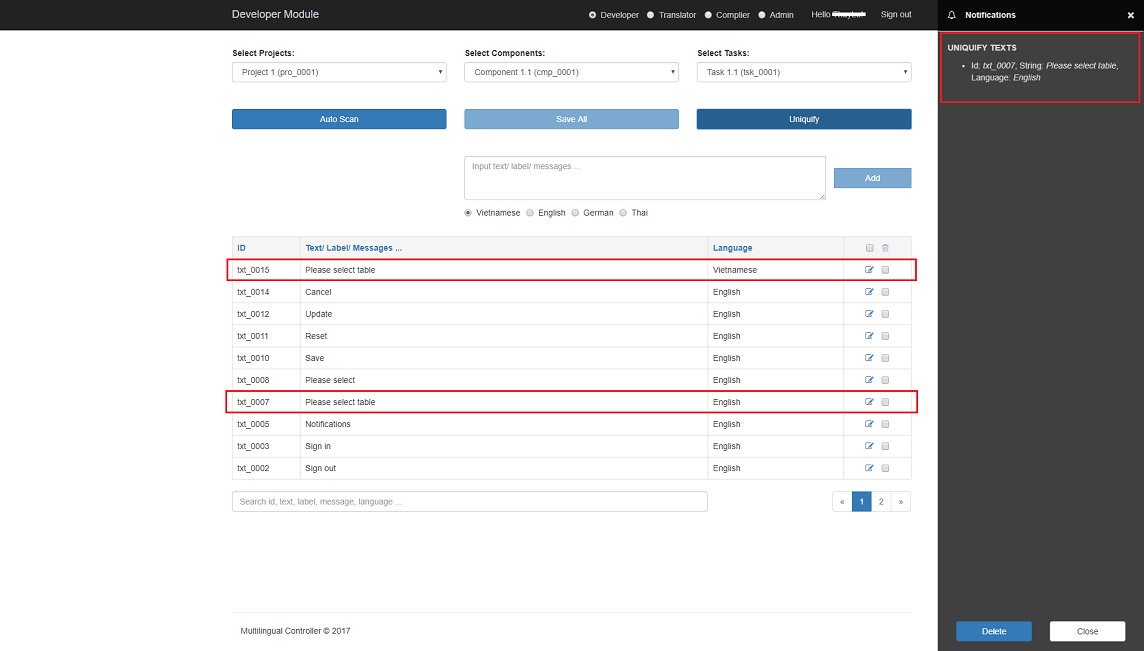 Developer Module
Developer Translator Complier Admin Hello Sign out
Notifications
UNIQUIFY TEXTS
Id: txt_0007, String: Please select table,
Language: English
Select Projects: Select Components: Select Tasks:
Project 1 (pro_0001) Component 1.1 (cmp_0001) Task 1.1 (tsk_0001)
Auto Scan Save All Uniquify
Input text/ label/ messages ...
Add
Vietnamese English German Thai
ID Text/ Label/ Messages ... Language
txt_0015 Please select table Vietnamese
txt_0014 Cancel English
txt_0012 Update English
txt_0011 Reset English
txt_0010 Save English
txt_0008 Please select English
txt_0007 Please select table English
txt_0005 Notifications English
txt_0003 Sign in English
txt_0002 Sign out English
Search id, text, label, message, language ...
« 1 2 »
Multilingual Controller © 2017
Delete Close